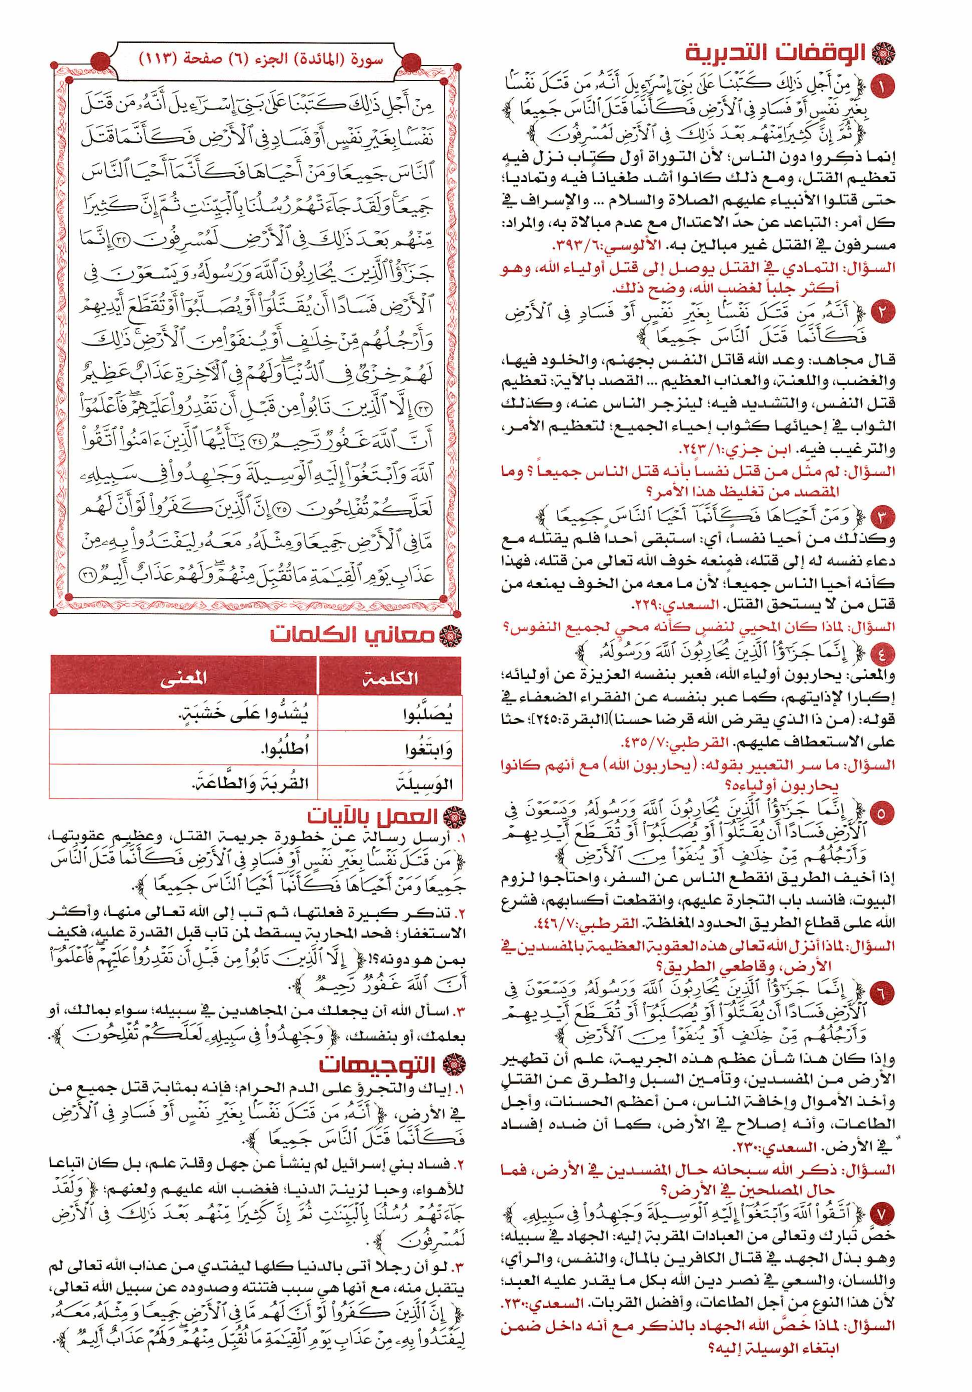 الوقفات التدبرية
١ ﴿ مِنْ أَجْلِ ذَٰلِكَ كَتَبْنَا عَلَىٰ بَنِىٓ إِسْرَٰٓءِيلَ أَنَّهُۥ مَن قَتَلَ نَفْسًۢا
بِغَيْرِ نَفْسٍ أَوْ فَسَادٍ فِى ٱلْأَرْضِ فَكَأَنَّمَا قَتَلَ ٱلنَّاسَ جَمِيعًا ﴾
﴿ ثُمَّ إِنَّ كَثِيرًا مِّنْهُم بَعْدَ ذَٰلِكَ فِى ٱلْأَرْضِ لَمُسْرِفُونَ ﴾
إنما ذكروا دون الناس؛ لأن التوراة أول كتاب نزل فيه
تعظيم القتل، ومع ذلك كانوا أشد طغياناً فيه وتمادياً؛
حتى قتلوا الأنبياء عليهم الصلاة والسلام ... والإسراف في
كل أمر: التباعد عن حدّ الاعتدال مع عدم مبالاة به، والمراد:
مسرفون في القتل غير مبالين به. الألوسي:٣٩٣/٦.
السؤال: التمادي في القتل يوصل إلى قتل أولياء الله، وهو
أكثر جلباً لغضب الله، وضح ذلك.
٢ ﴿ أَنَّهُۥ مَن قَتَلَ نَفْسًۢا بِغَيْرِ نَفْسٍ أَوْ فَسَادٍ فِى ٱلْأَرْضِ
فَكَأَنَّمَا قَتَلَ ٱلنَّاسَ جَمِيعًا ﴾
قال مجاهد: وعد الله قاتل النفس بجهنم، والخلود فيها،
والغضب، واللعنة، والعذاب العظيم ... القصد بالآية: تعظيم
قتل النفس، والتشديد فيه؛ لينزجر الناس عنه، وكذلك
الثواب في إحيائها كثواب إحياء الجميع؛ لتعظيم الأمر،
والترغيب فيه. ابن جزي:٢٤٣/١.
السؤال: لم مثل من قتل نفساً بأنه قتل الناس جميعاً؟ وما
المقصد من تغليظ هذا الأمر؟
٣ ﴿ وَمَنْ أَحْيَاهَا فَكَأَنَّمَآ أَحْيَا ٱلنَّاسَ جَمِيعًا ﴾
وكذلك من أحيا نفساً، أي: استبقى أحداً فلم يقتله مع
دعاء نفسه له إلى قتله، فمنعه خوف الله تعالى من قتله، فهذا
كأنه أحيا الناس جميعاً؛ لأن ما معه من الخوف يمنعه من
قتل من لا يستحق القتل. السعدي:٢٢٩.
السؤال: لماذا كان المحيي لنفسٍ كأنه محيٍ لجميع النفوس؟
٤ ﴿ إِنَّمَا جَزَٰٓؤُا۟ ٱلَّذِينَ يُحَارِبُونَ ٱللَّهَ وَرَسُولَهُۥ ﴾
والمعنى: يحاربون أولياء الله، فعبر بنفسه العزيزة عن أوليائه؛
إكباراً لإذايتهم، كما عبر بنفسه عن الفقراء الضعفاء في
قوله: (من ذا الذي يقرض الله قرضا حسنا)[البقرة:٢٤٥]؛ حثا
على الاستعطاف عليهم. القرطبي:٤٣٥/٧.
السؤال: ما سر التعبير بقوله: (يحاربون الله) مع أنهم كانوا
يحاربون أولياءه؟
٥ ﴿ إِنَّمَا جَزَٰٓؤُا۟ ٱلَّذِينَ يُحَارِبُونَ ٱللَّهَ وَرَسُولَهُۥ وَيَسْعَوْنَ فِى
ٱلْأَرْضِ فَسَادًا أَن يُقَتَّلُوٓا۟ أَوْ يُصَلَّبُوٓا۟ أَوْ تُقَطَّعَ أَيْدِيهِمْ
وَأَرْجُلُهُم مِّنْ خِلَٰفٍ أَوْ يُنفَوْا۟ مِنَ ٱلْأَرْضِ ﴾
إذا أخيف الطريق انقطع الناس عن السفر، واحتاجوا لزوم
البيوت، فانسد باب التجارة عليهم، وانقطعت أكسابهم، فشرع
الله على قطاع الطريق الحدود المغلظة. القرطبي:٤٤٦/٧.
السؤال: لماذا أنزل الله تعالى هذه العقوبة العظيمة بالمفسدين في
الأرض، وقاطعي الطريق؟
٦ ﴿ إِنَّمَا جَزَٰٓؤُا۟ ٱلَّذِينَ يُحَارِبُونَ ٱللَّهَ وَرَسُولَهُۥ وَيَسْعَوْنَ فِى
ٱلْأَرْضِ فَسَادًا أَن يُقَتَّلُوٓا۟ أَوْ يُصَلَّبُوٓا۟ أَوْ تُقَطَّعَ أَيْدِيهِمْ
وَأَرْجُلُهُم مِّنْ خِلَٰفٍ أَوْ يُنفَوْا۟ مِنَ ٱلْأَرْضِ ﴾
وإذا كان هذا شأن عظم هذه الجريمة، علم أن تطهير
الأرض من المفسدين، وتأمين السبل والطرق عن القتل
وأخذ الأموال وإخافة الناس، من أعظم الحسنات، وأجل
الطاعات، وأنه إصلاح في الأرض، كما أن ضده إفساد
في الأرض. السعدي:٢٣٠.
السؤال: ذكر الله سبحانه حال المفسدين في الأرض، فما
حال المصلحين في الأرض؟
٧ ﴿ ٱتَّقُوا۟ ٱللَّهَ وَٱبْتَغُوٓا۟ إِلَيْهِ ٱلْوَسِيلَةَ وَجَٰهِدُوا۟ فِى سَبِيلِهِۦ ﴾
خصَّ تبارك وتعالى من العبادات المقربة إليه: الجهاد في سبيله؛
وهو بذل الجهد في قتال الكافرين بالمال، والنفس، والرأي،
واللسان، والسعي في نصر دين الله بكل ما يقدر عليه العبد؛
لأن هذا النوع من أجل الطاعات، وأفضل القربات. السعدي:٢٣٠.
السؤال: لماذا خَصَّ الله الجهاد بالذكر مع أنه داخل ضمن
ابتغاء الوسيلة إليه؟
سورة (المائدة) الجزء (٦) صفحة (١١٣)
مِنْ أَجْلِ ذَٰلِكَ كَتَبْنَا عَلَىٰ بَنِىٓ إِسْرَٰٓءِيلَ أَنَّهُۥ مَن قَتَلَ
نَفْسًۢا بِغَيْرِ نَفْسٍ أَوْ فَسَادٍ فِى ٱلْأَرْضِ فَكَأَنَّمَا قَتَلَ
ٱلنَّاسَ جَمِيعًا وَمَنْ أَحْيَاهَا فَكَأَنَّمَآ أَحْيَا ٱلنَّاسَ
جَمِيعًا ۚ وَلَقَدْ جَآءَتْهُمْ رُسُلُنَا بِٱلْبَيِّنَٰتِ ثُمَّ إِنَّ كَثِيرًا
مِّنْهُم بَعْدَ ذَٰلِكَ فِى ٱلْأَرْضِ لَمُسْرِفُونَ ٣٢ إِنَّمَا
جَزَٰٓؤُا۟ ٱلَّذِينَ يُحَارِبُونَ ٱللَّهَ وَرَسُولَهُۥ وَيَسْعَوْنَ فِى
ٱلْأَرْضِ فَسَادًا أَن يُقَتَّلُوٓا۟ أَوْ يُصَلَّبُوٓا۟ أَوْ تُقَطَّعَ أَيْدِيهِمْ
وَأَرْجُلُهُم مِّنْ خِلَٰفٍ أَوْ يُنفَوْا۟ مِنَ ٱلْأَرْضِ ۚ ذَٰلِكَ
لَهُمْ خِزْىٌ فِى ٱلدُّنْيَا ۖ وَلَهُمْ فِى ٱلْءَاخِرَةِ عَذَابٌ عَظِيمٌ
٣٣ إِلَّا ٱلَّذِينَ تَابُوا۟ مِن قَبْلِ أَن تَقْدِرُوا۟ عَلَيْهِمْ ۖ فَٱعْلَمُوٓا۟
أَنَّ ٱللَّهَ غَفُورٌ رَّحِيمٌ ٣٤ يَٰٓأَيُّهَا ٱلَّذِينَ ءَامَنُوا۟ ٱتَّقُوا۟
ٱللَّهَ وَٱبْتَغُوٓا۟ إِلَيْهِ ٱلْوَسِيلَةَ وَجَٰهِدُوا۟ فِى سَبِيلِهِۦ
لَعَلَّكُمْ تُفْلِحُونَ ٣٥ إِنَّ ٱلَّذِينَ كَفَرُوا۟ لَوْ أَنَّ لَهُم
مَّا فِى ٱلْأَرْضِ جَمِيعًا وَمِثْلَهُۥ مَعَهُۥ لِيَفْتَدُوا۟ بِهِۦ مِنْ
عَذَابِ يَوْمِ ٱلْقِيَٰمَةِ مَا تُقُبِّلَ مِنْهُمْ ۖ وَلَهُمْ عَذَابٌ أَلِيمٌ ٣٦
معاني الكلمات
الكلمة المعنى
يُصَلَّبُوا يُشَدُّوا عَلَى خَشَبَةٍ.
وَابتَغُوا اُطلُبُوا.
الوَسِيلَةَ القُربَةَ وَالطَّاعَةَ.
العمل بالآيات
١. أرسل رسالة عن خطورة جريمة القتل، وعظيم عقوبتها،
﴿ مَن قَتَلَ نَفْسًۢا بِغَيْرِ نَفْسٍ أَوْ فَسَادٍ فِى ٱلْأَرْضِ فَكَأَنَّمَا قَتَلَ ٱلنَّاسَ
جَمِيعًا وَمَنْ أَحْيَاهَا فَكَأَنَّمَآ أَحْيَا ٱلنَّاسَ جَمِيعًا ﴾.
٢. تذكر كبيرة فعلتها، ثم تب إلى الله تعالى منها، وأكثر
الاستغفار؛ فحد المحاربة يسقط لمن تاب قبل القدرة عليه، فكيف
بمن هو دونه؟! ﴿ إِلَّا ٱلَّذِينَ تَابُوا۟ مِن قَبْلِ أَن تَقْدِرُوا۟ عَلَيْهِمْ ۖ فَٱعْلَمُوٓا۟
أَنَّ ٱللَّهَ غَفُورٌ رَّحِيمٌ ﴾.
٣. اسأل الله أن يجعلك من المجاهدين في سبيله؛ سواء بمالك، أو
بعلمك، أو بنفسك، ﴿ وَجَٰهِدُوا۟ فِى سَبِيلِهِۦ لَعَلَّكُمْ تُفْلِحُونَ ﴾.
التوجيهات
١. إياك والتجرؤ على الدم الحرام؛ فإنه بمثابة قتل جميع من
في الأرض، ﴿ أَنَّهُۥ مَن قَتَلَ نَفْسًۢا بِغَيْرِ نَفْسٍ أَوْ فَسَادٍ فِى ٱلْأَرْضِ
فَكَأَنَّمَا قَتَلَ ٱلنَّاسَ جَمِيعًا ﴾.
٢. فساد بني إسرائيل لم ينشأ عن جهل وقلة علم، بل كان اتباعا
للأهواء، وحبا لزينة الدنيا؛ فغضب الله عليهم ولعنهم؛ ﴿ وَلَقَدْ
جَآءَتْهُمْ رُسُلُنَا بِٱلْبَيِّنَٰتِ ثُمَّ إِنَّ كَثِيرًا مِّنْهُم بَعْدَ ذَٰلِكَ فِى ٱلْأَرْضِ
لَمُسْرِفُونَ ﴾.
٣. لو أن رجلاً أتى بالدنيا كلها ليفتدي من عذاب الله تعالى لم
يتقبل منه، مع أنها هي سبب فتنته وصدوده عن سبيل الله تعالى،
﴿ إِنَّ ٱلَّذِينَ كَفَرُوا۟ لَوْ أَنَّ لَهُم مَّا فِى ٱلْأَرْضِ جَمِيعًا وَمِثْلَهُۥ مَعَهُۥ
لِيَفْتَدُوا۟ بِهِۦ مِنْ عَذَابِ يَوْمِ ٱلْقِيَٰمَةِ مَا تُقُبِّلَ مِنْهُمْ ۖ وَلَهُمْ عَذَابٌ أَلِيمٌ ﴾.